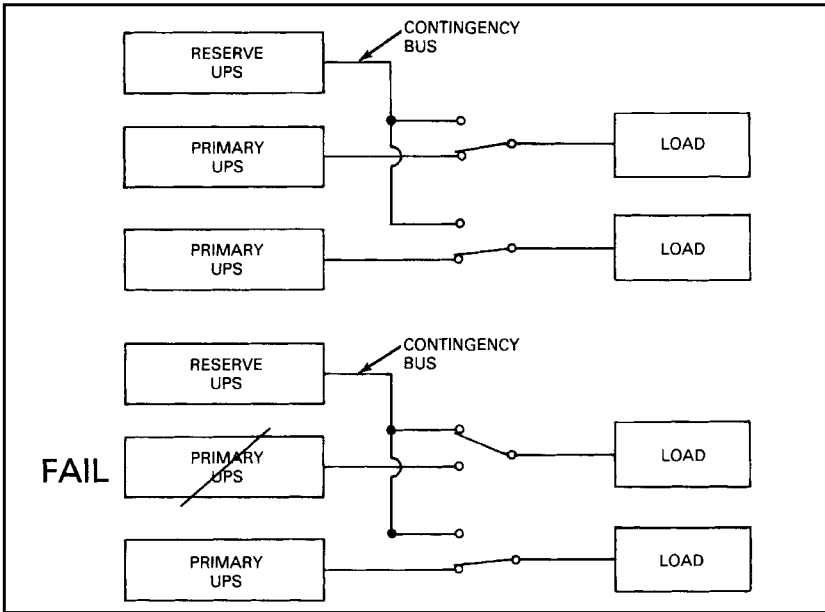 CONTINGENCY
BUS
RESERVE
UPS
PRIMARY
UPS
LOAD
PRIMARY
UPS
LOAD
CONTINGENCY
BUS
RESERVE
UPS
FAIL
PRIMARY
UPS
LOAD
PRIMARY
UPS
LOAD